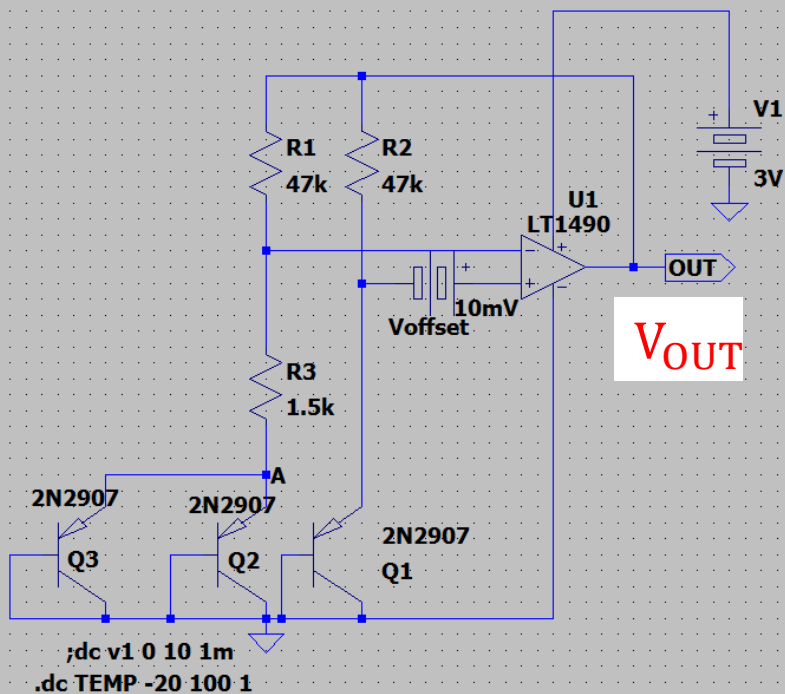 V1
3V
R1
47k
R2
47k
U1
LT1490
+
−
+
+
−
+
OUT
10mV
Voffset
VOUT
R3
1.5k
A
2N2907
2N2907
2N2907
Q3
Q2
Q1
;dc v1 0 10 1m
.dc TEMP -20 100 1